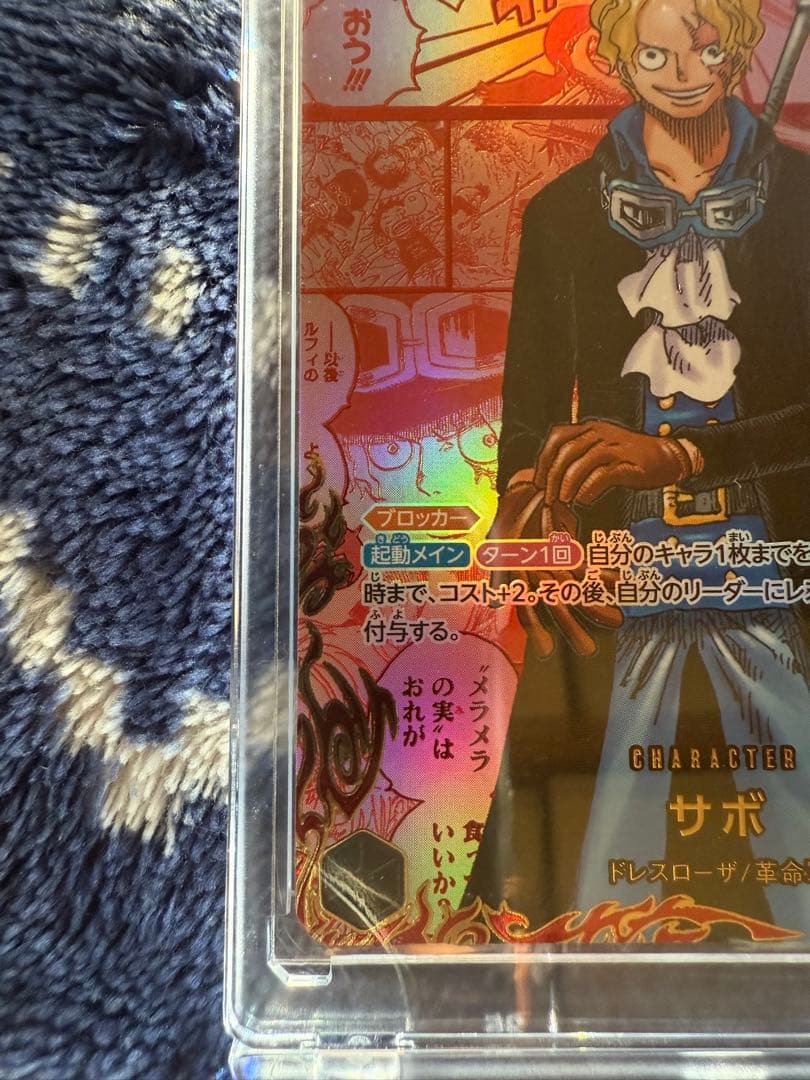 おう!!!
──以後
ルフィの
ブロッカー
起動メイン ターン1回 自分のキャラ1枚までを
時まで、コスト+2。その後、自分のリーダーにレ
付与する。
〝メラメラ
の実〟は
おれが
いいか?
CHARACTER
サボ
ドレスローザ/革命